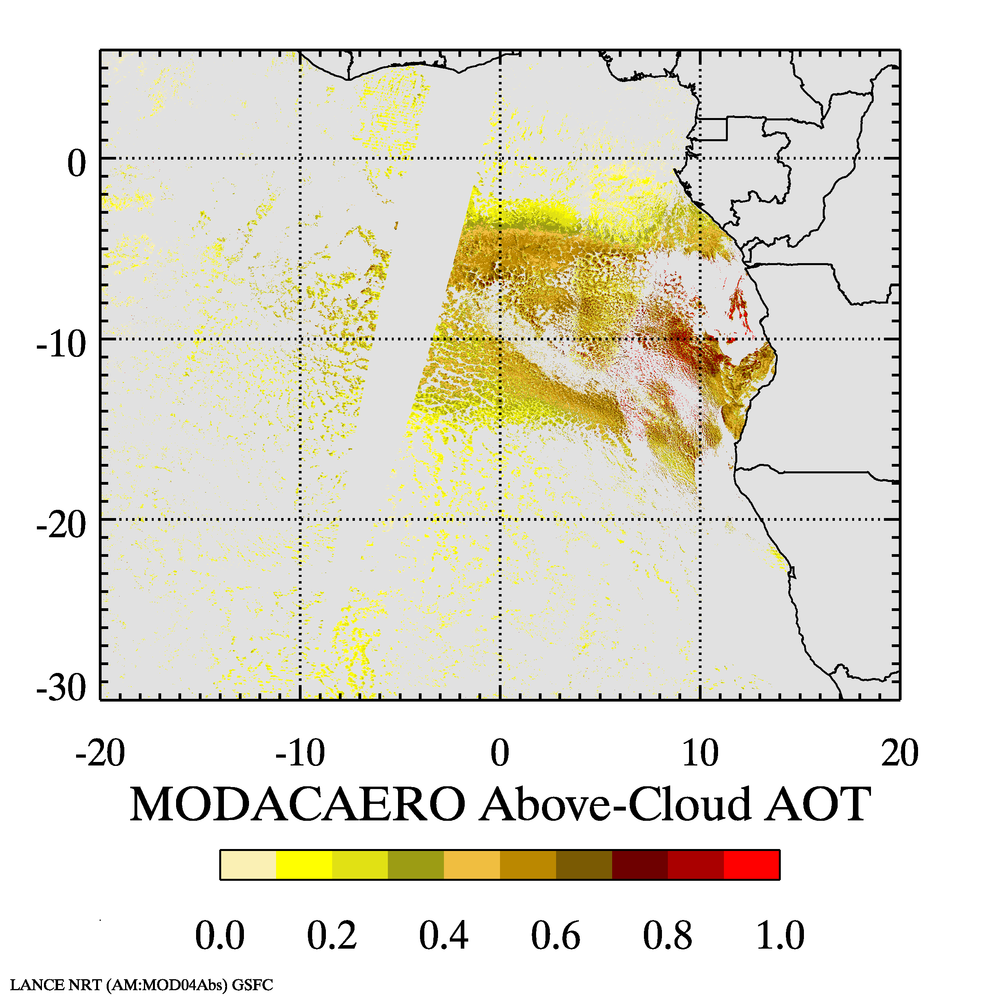 0
-10
-20
-30
-20 -10 0 10 20
MODACAERO Above-Cloud AOT
0.0 0.2 0.4 0.6 0.8 1.0
LANCE NRT (AM:MOD04Abs) GSFC